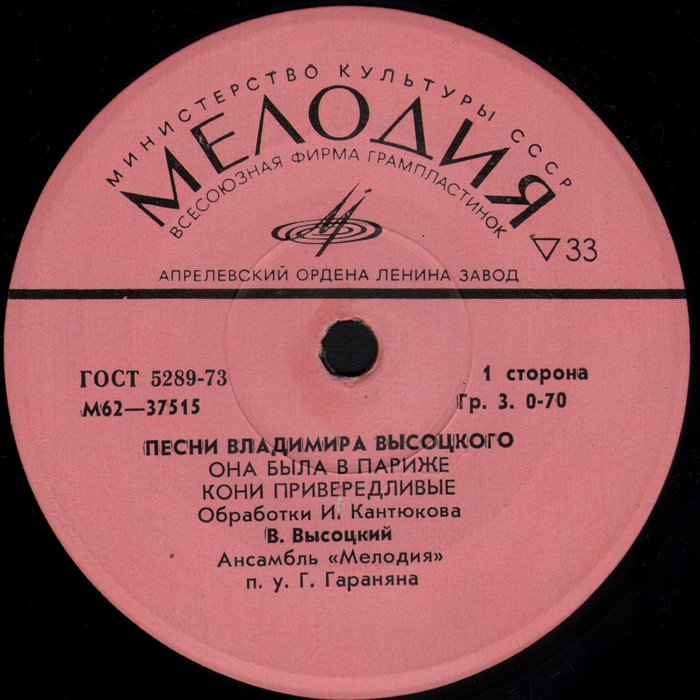 МИНИСТЕРСТВО КУЛЬТУРЫ СССР
МЕЛОДИЯ
ВСЕСОЮЗНАЯ ФИРМА ГРАМПЛАСТИНОК
33
АПРЕЛЕВСКИЙ ОРДЕНА ЛЕНИНА ЗАВОД
ГОСТ 5289-73
1 сторона
М62—37515
Гр. 3. 0-70
ПЕСНИ ВЛАДИМИРА ВЫСОЦКОГО
ОНА БЫЛА В ПАРИЖЕ
КОНИ ПРИВЕРЕДЛИВЫЕ
Обработки И. Кантюкова
В. Высоцкий
Ансамбль «Мелодия»
п. у. Г. Гараняна